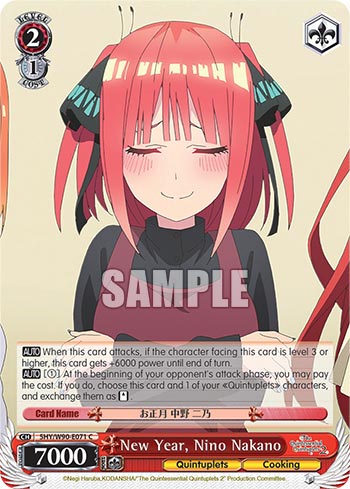 LEVEL
2
1
COST
SAMPLE
AUTO When this card attacks, if the character facing this card is level 3 or
higher, this card gets +6000 power until end of turn.
AUTO [(1)] At the beginning of your opponent's attack phase, you may pay
the cost. If you do, choose this card and 1 of your «Quintuplets» characters,
and exchange them as
Card Name お正月 中野 二乃
CH 5HY/W90-E071 C
New Year, Nino Nakano
7000
Quintuplets Cooking
©Negi Haruba,KODANSHA/"The Quintessential Quintuplets 2" Production Committee.